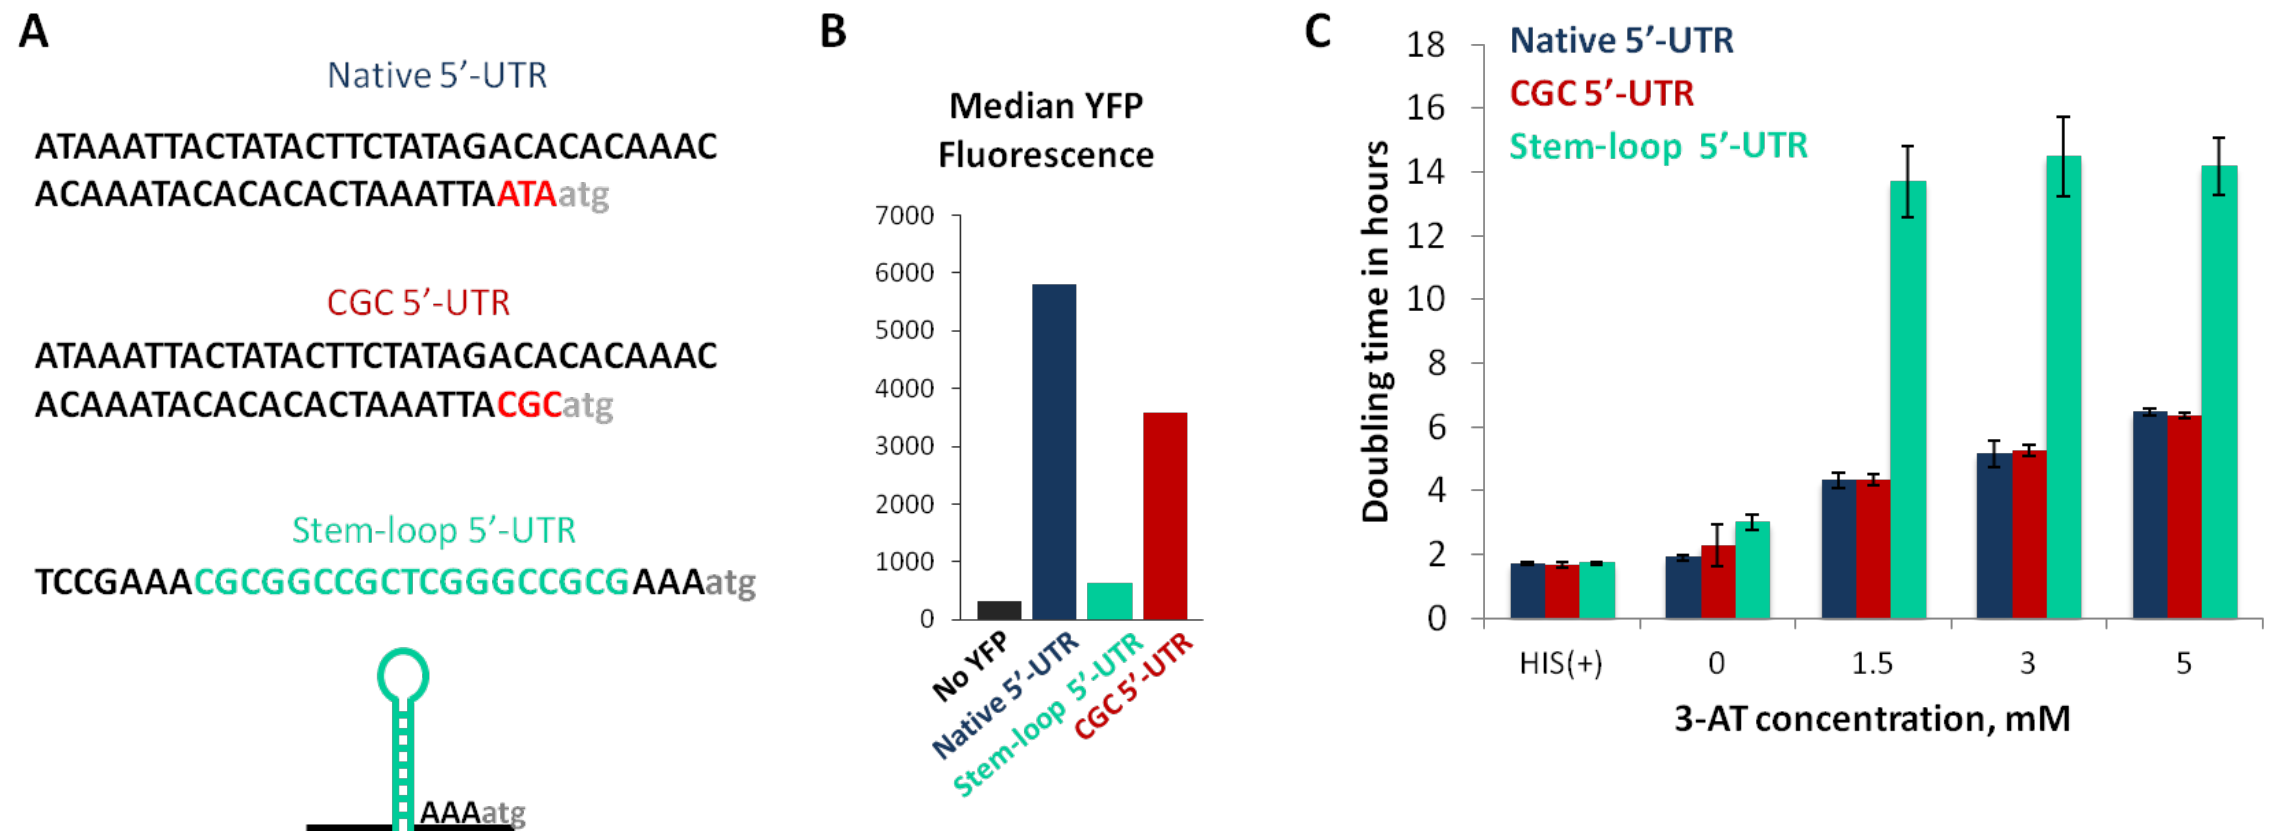 A
Native 5’-UTR
ATAAATTACTATACTTCTATAGACACACAAAC
ACAAATACACACACTAAATTAATAatg
CGC 5’-UTR
ATAAATTACTATACTTCTATAGACACACAAAC
ACAAATACACACACTAAATTACGCatg
Stem-loop 5’-UTR
TCCGAAACGCGGCCGCTCGGGCCGCGAAAatg
AAAatg
B
Median YFP
Fluorescence
7000
6000
5000
4000
3000
2000
1000
0
No YFP
Native 5’-UTR
Stem-loop 5’-UTR
CGC 5’-UTR
C
Native 5’-UTR
CGC 5’-UTR
Stem-loop 5’-UTR
Doubling time in hours
18
16
14
12
10
8
6
4
2
0
HIS(+) 0 1.5 3 5
3-AT concentration, mM